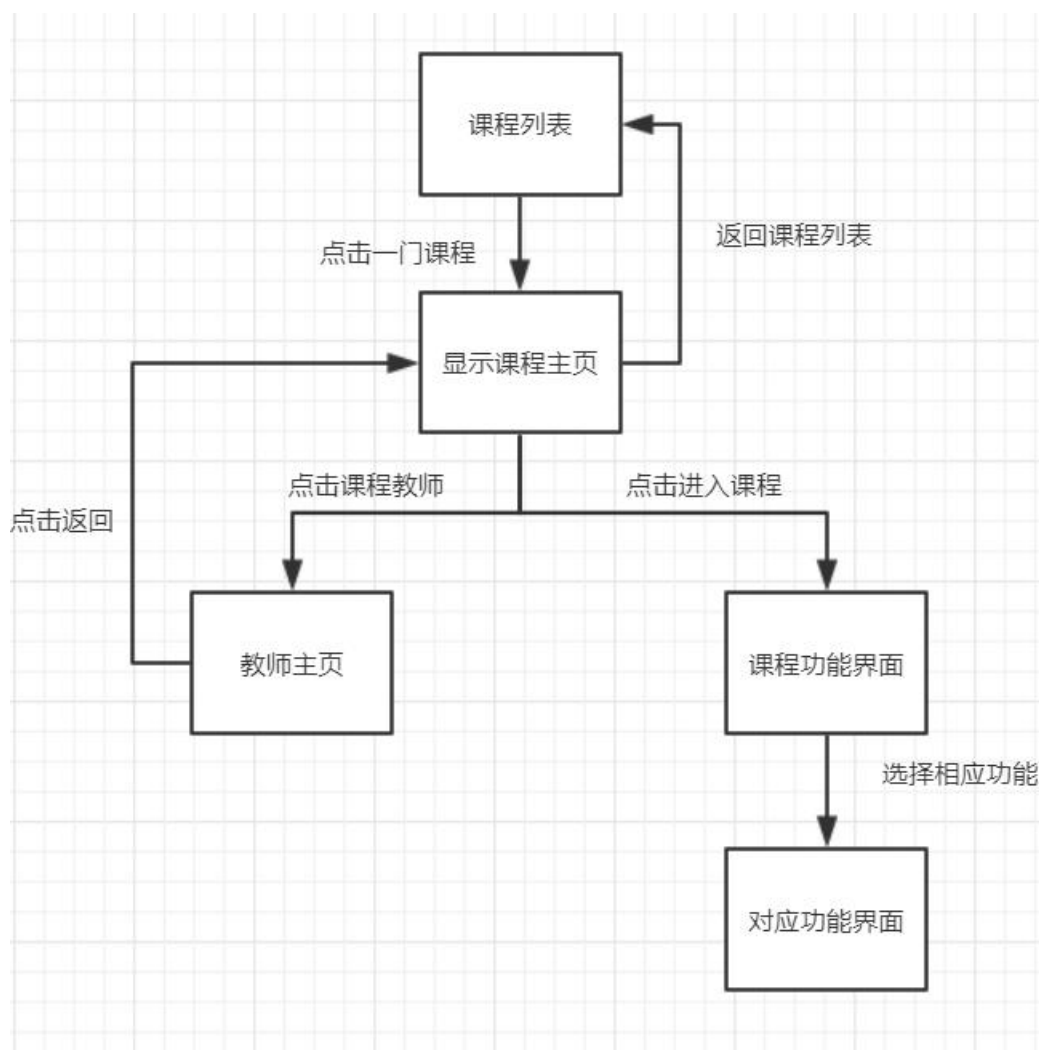 课程列表
返回课程列表
点击一门课程
显示课程主页
点击课程教师
点击进入课程
点击返回
教师主页
课程功能界面
选择相应功能
对应功能界面